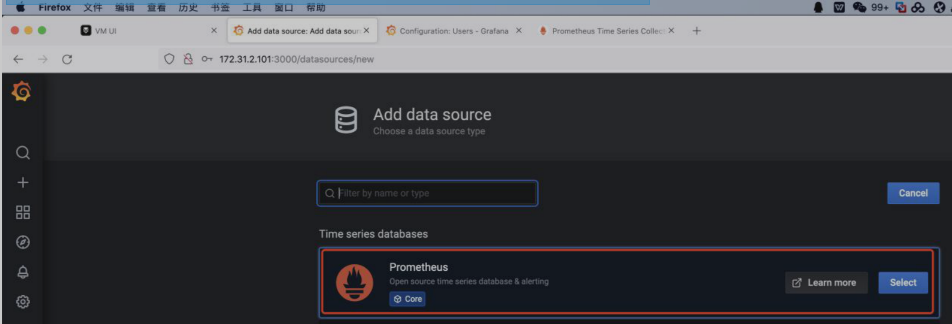 Firefox 文件 编辑 查看 历史 书签 工具 窗口 帮助 99+
VM UI × Add data source: Add data sour × Configuration: Users - Grafana × Prometheus Time Series Collec × +
172.31.2.101:3000/datasources/new
Add data source
Choose a data source type
Filter by name or type
Cancel
Time series databases
Prometheus
Open source time series database & alerting
Core
Learn more
Select